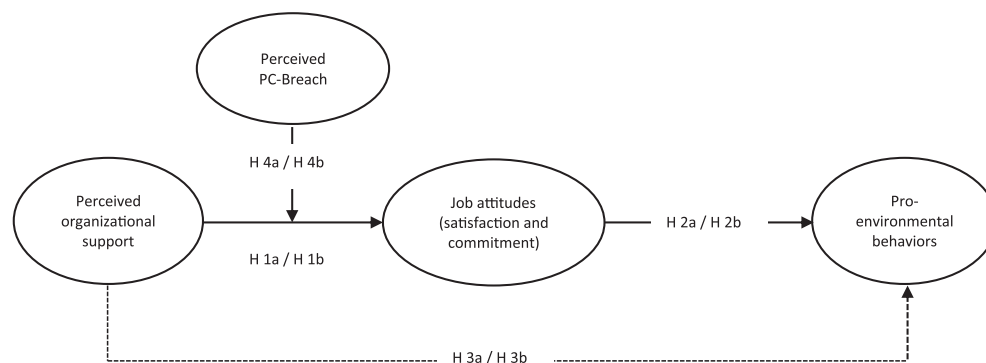 Perceived
PC-Breach
H 4a / H 4b
Perceived
organizational
support
Job attitudes
(satisfaction and
commitment)
H 2a / H 2b
Pro-
environmental
behaviors
H 1a / H 1b
H 3a / H 3b